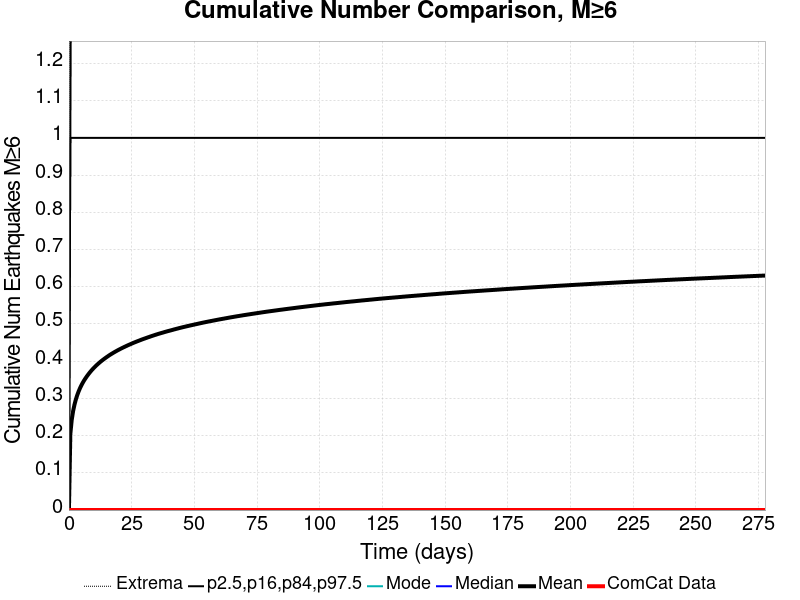 Cumulative Number Comparison, M≥6
Cumulative Num Earthquakes M≥6
1.2
1.1
1
0.9
0.8
0.7
0.6
0.5
0.4
0.3
0.2
0.1
0
0 25 50 75 100 125 150 175 200 225 250 275
Time (days)
Extrema p2.5,p16,p84,p97.5 Mode Median Mean ComCat Data